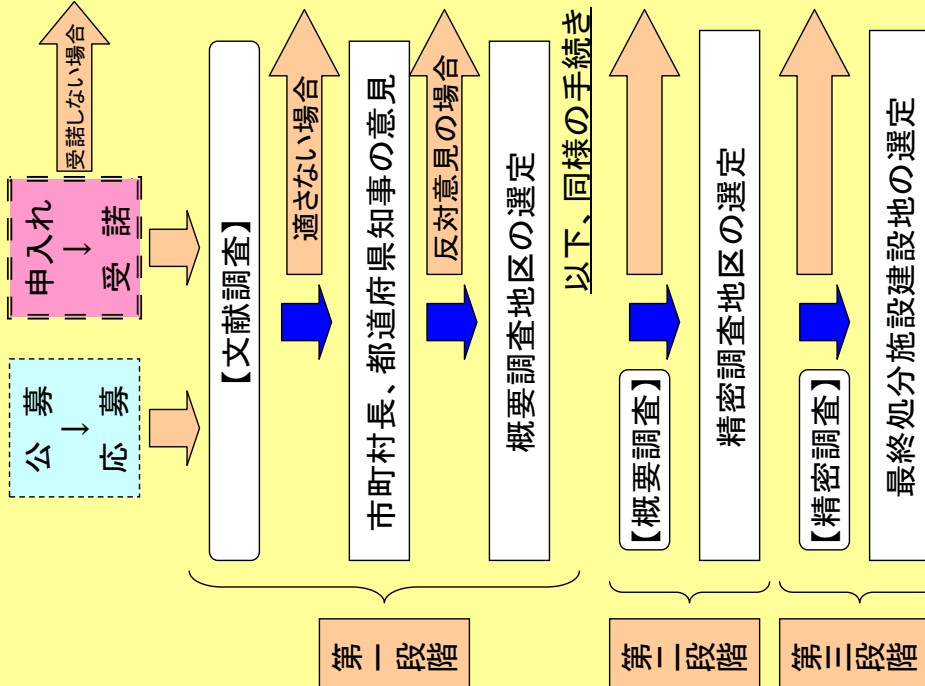 公募
↓
応募
申入れ
↓
受諾
受諾しない場合
第一段階
【文献調査】
適さない場合
市町村長、都道府県知事の意見
反対意見の場合
概要調査地区の選定
以下、同様の手続き
第二段階
【概要調査】
精密調査地区の選定
第三段階
【精密調査】
最終処分施設建設地の選定